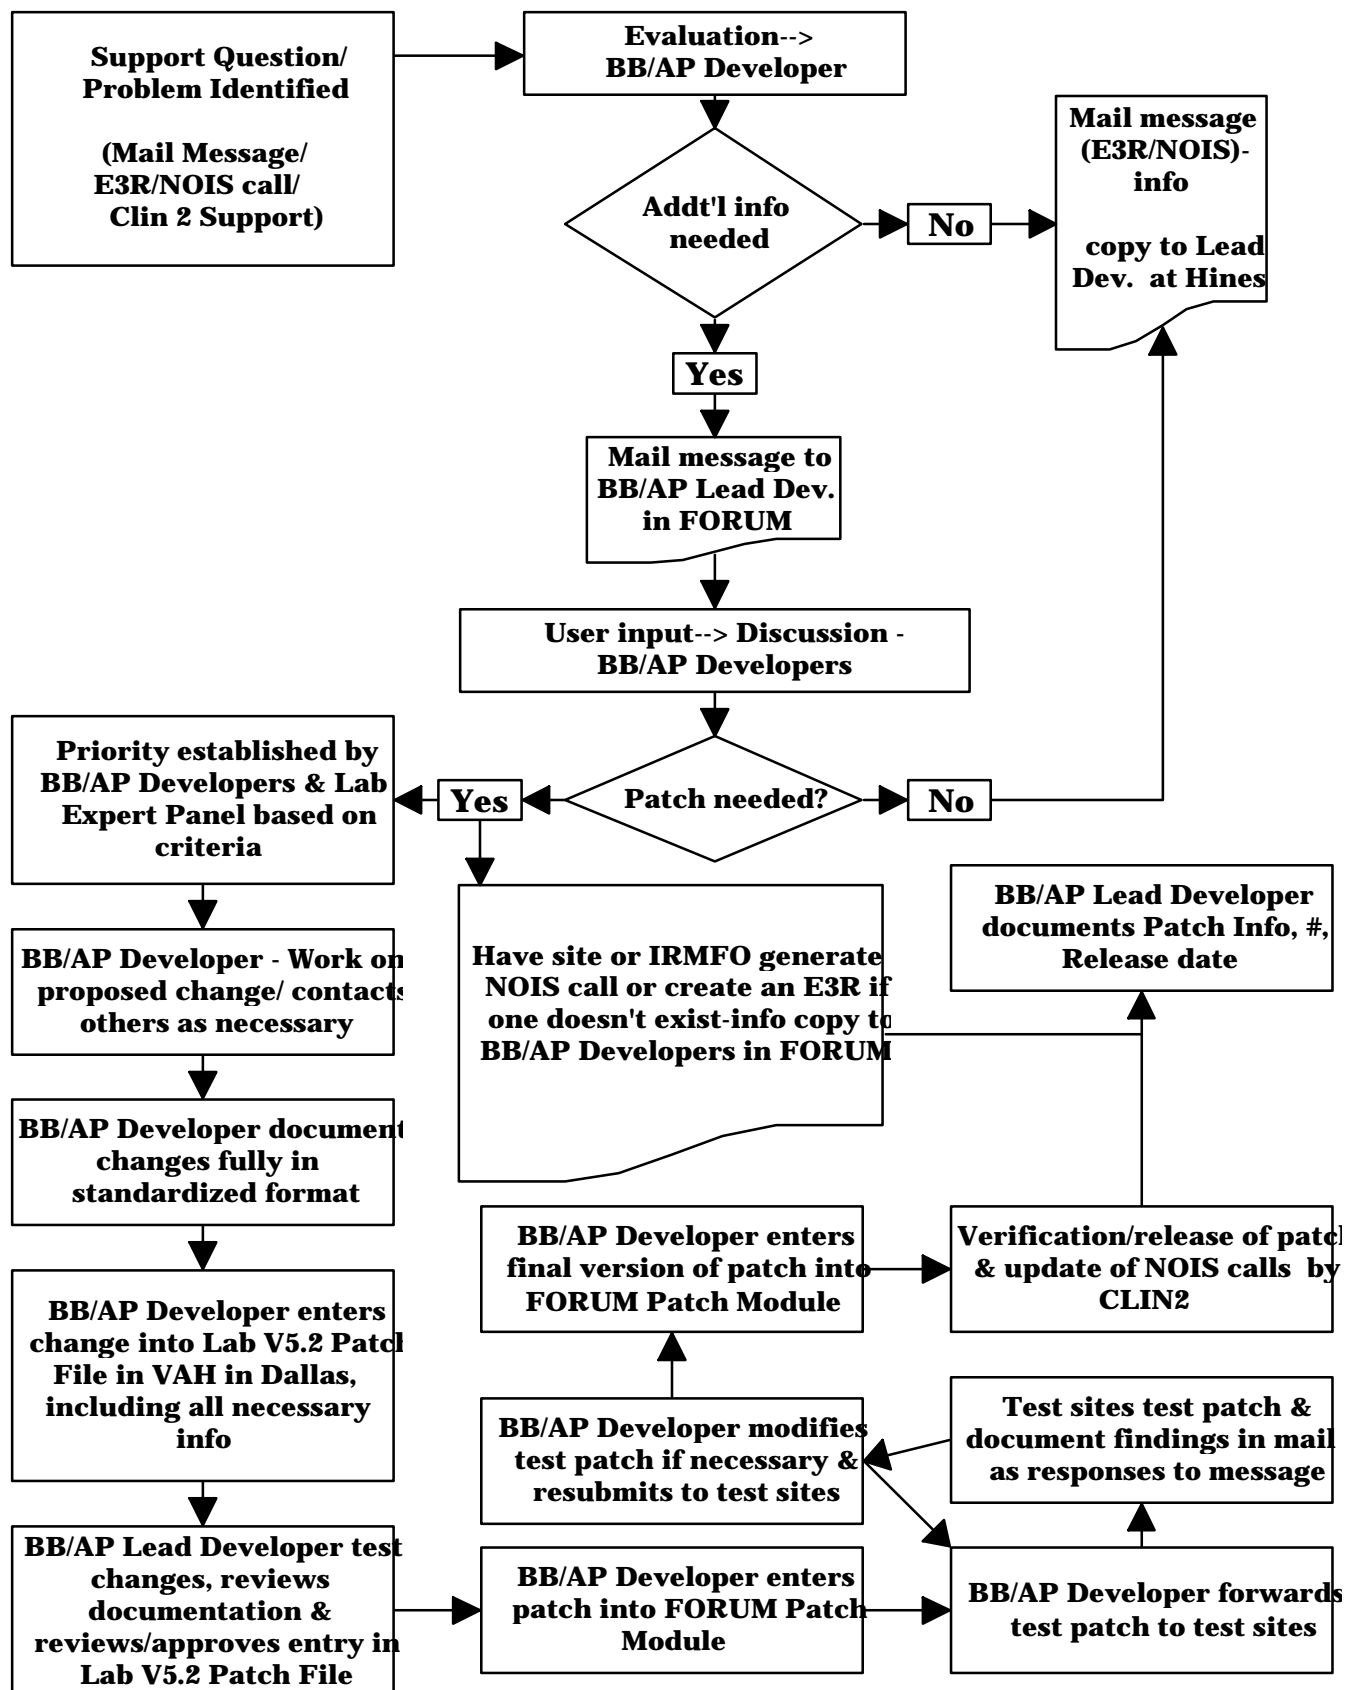 Support Question/
Problem Identified
(Mail Message/
E3R/NOIS call/
Clin 2 Support)
Evaluation-->
BB/AP Developer
Addt'l info
needed
No
Mail message
(E3R/NOIS)-
info
copy to Lead
Dev. at Hines
Yes
Mail message to
BB/AP Lead Dev.
in FORUM
User input--> Discussion -
BB/AP Developers
Patch needed?
No
Yes
Priority established by
BB/AP Developers & Lab
Expert Panel based on
criteria
Have site or IRMFO generate
NOIS call or create an E3R if
one doesn't exist-info copy to
BB/AP Developers in FORUM
BB/AP Lead Developer
documents Patch Info, #,
Release date
BB/AP Developer - Work on
proposed change/ contacts
others as necessary
BB/AP Developer document
changes fully in
standardized format
BB/AP Developer enters
change into Lab V5.2 Patch
File in VAH in Dallas,
including all necessary
info
BB/AP Lead Developer test
changes, reviews
documentation &
reviews/approves entry in
Lab V5.2 Patch File
BB/AP Developer enters
patch into FORUM Patch
Module
BB/AP Developer forwards
test patch to test sites
Test sites test patch &
document findings in mail
as responses to message
BB/AP Developer modifies
test patch if necessary &
resubmits to test sites
BB/AP Developer enters
final version of patch into
FORUM Patch Module
Verification/release of patch
& update of NOIS calls by
CLIN2